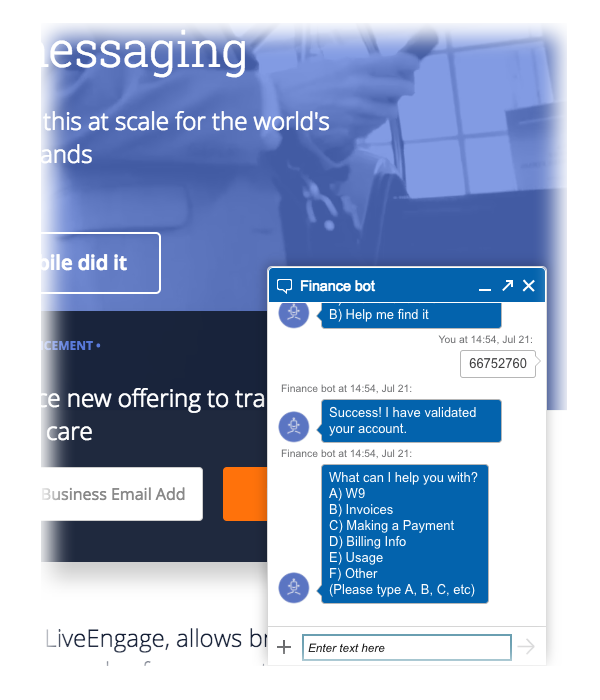 essaging
this at scale for the world's
ands
bile did it
CEMENT •
ce new offering to tra
care
Business Email Add
LiveEngage, allows br
Finance bot
B) Help me find it
You at 14:54, Jul 21:
66752760
Finance bot at 14:54, Jul 21:
Success! I have validated
your account.
Finance bot at 14:54, Jul 21:
What can I help you with?
A) W9
B) Invoices
C) Making a Payment
D) Billing Info
E) Usage
F) Other
(Please type A, B, C, etc)
Enter text here